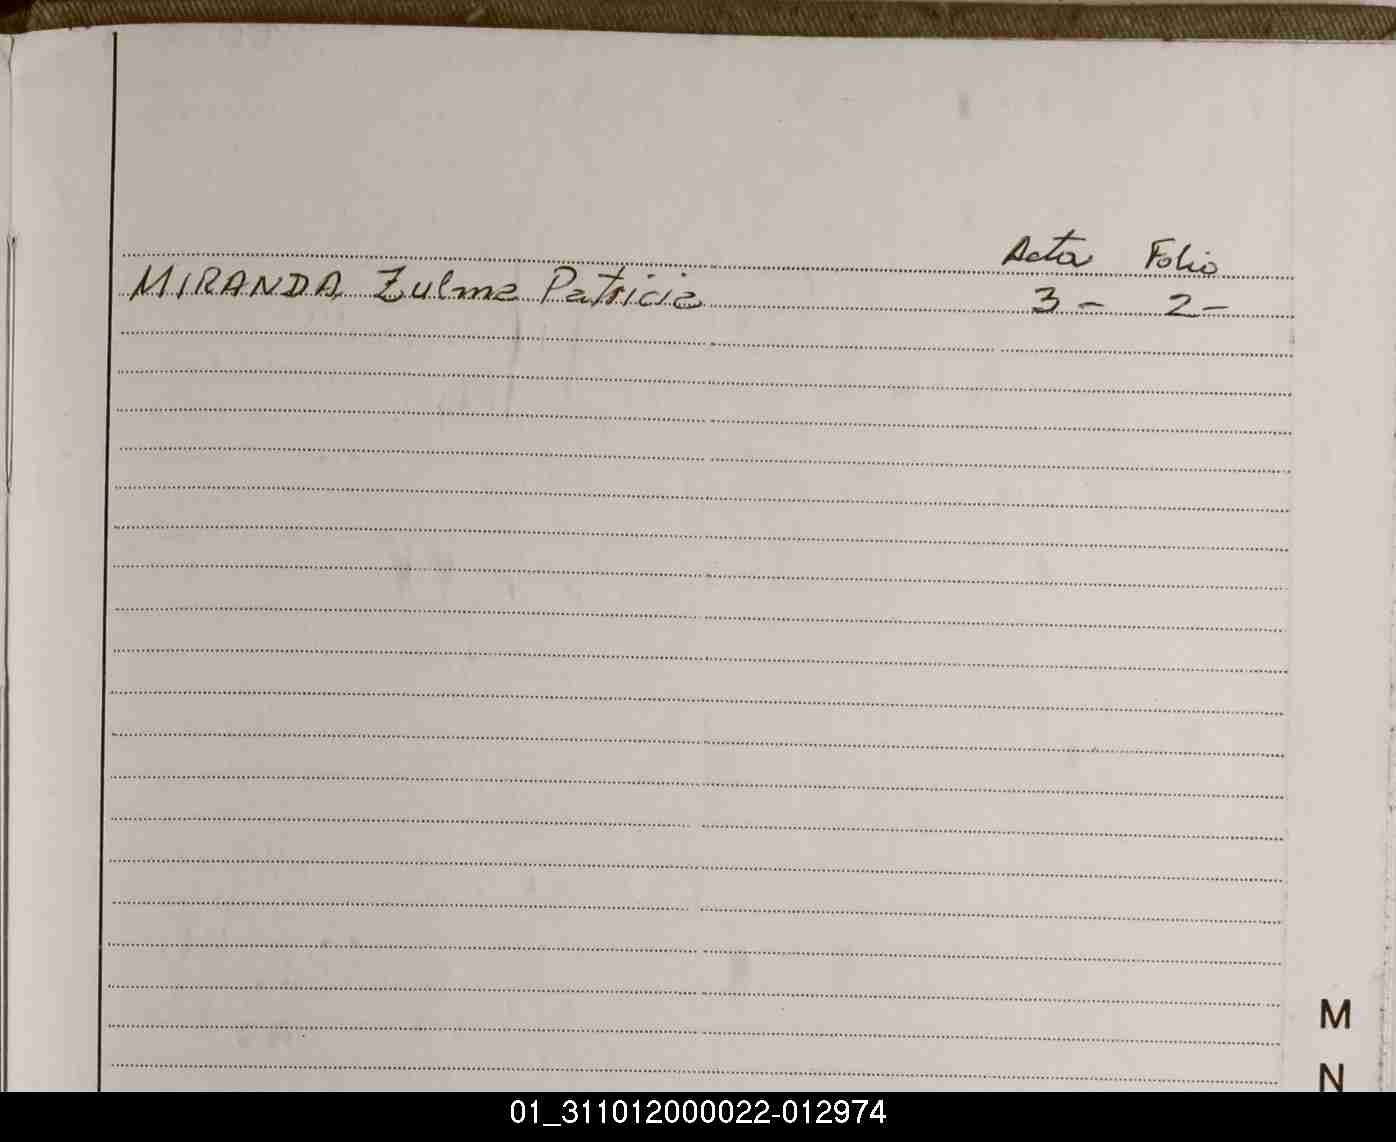 Acta Folio
MIRANDA Zulma Patricia 3 - 2 -
M
N
01_311012000022-012974